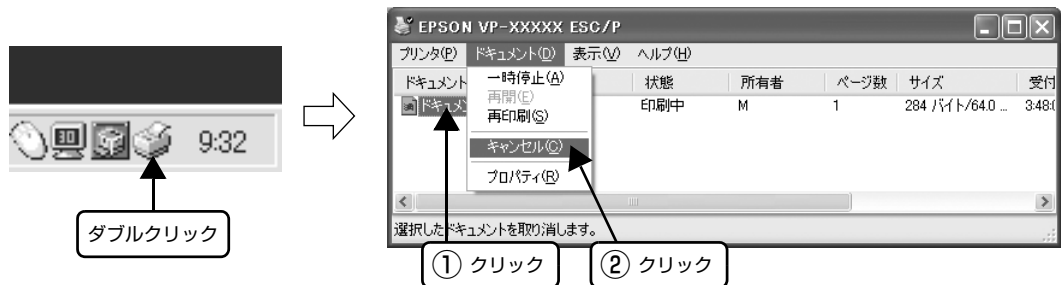 9:32
ダブルクリック
EPSON VP-XXXXX ESC/P
プリンタ(P) ドキュメント(D) 表示(V) ヘルプ(H)
ドキュメント 状態 所有者 ページ数 サイズ 受付
ドキュメ 印刷中 M 1 284 バイト/64.0 ... 3:48:0
一時停止(A)
再開(E)
再印刷(S)
キャンセル(C)
プロパティ(R)
選択したドキュメントを取り消します。
① クリック
② クリック